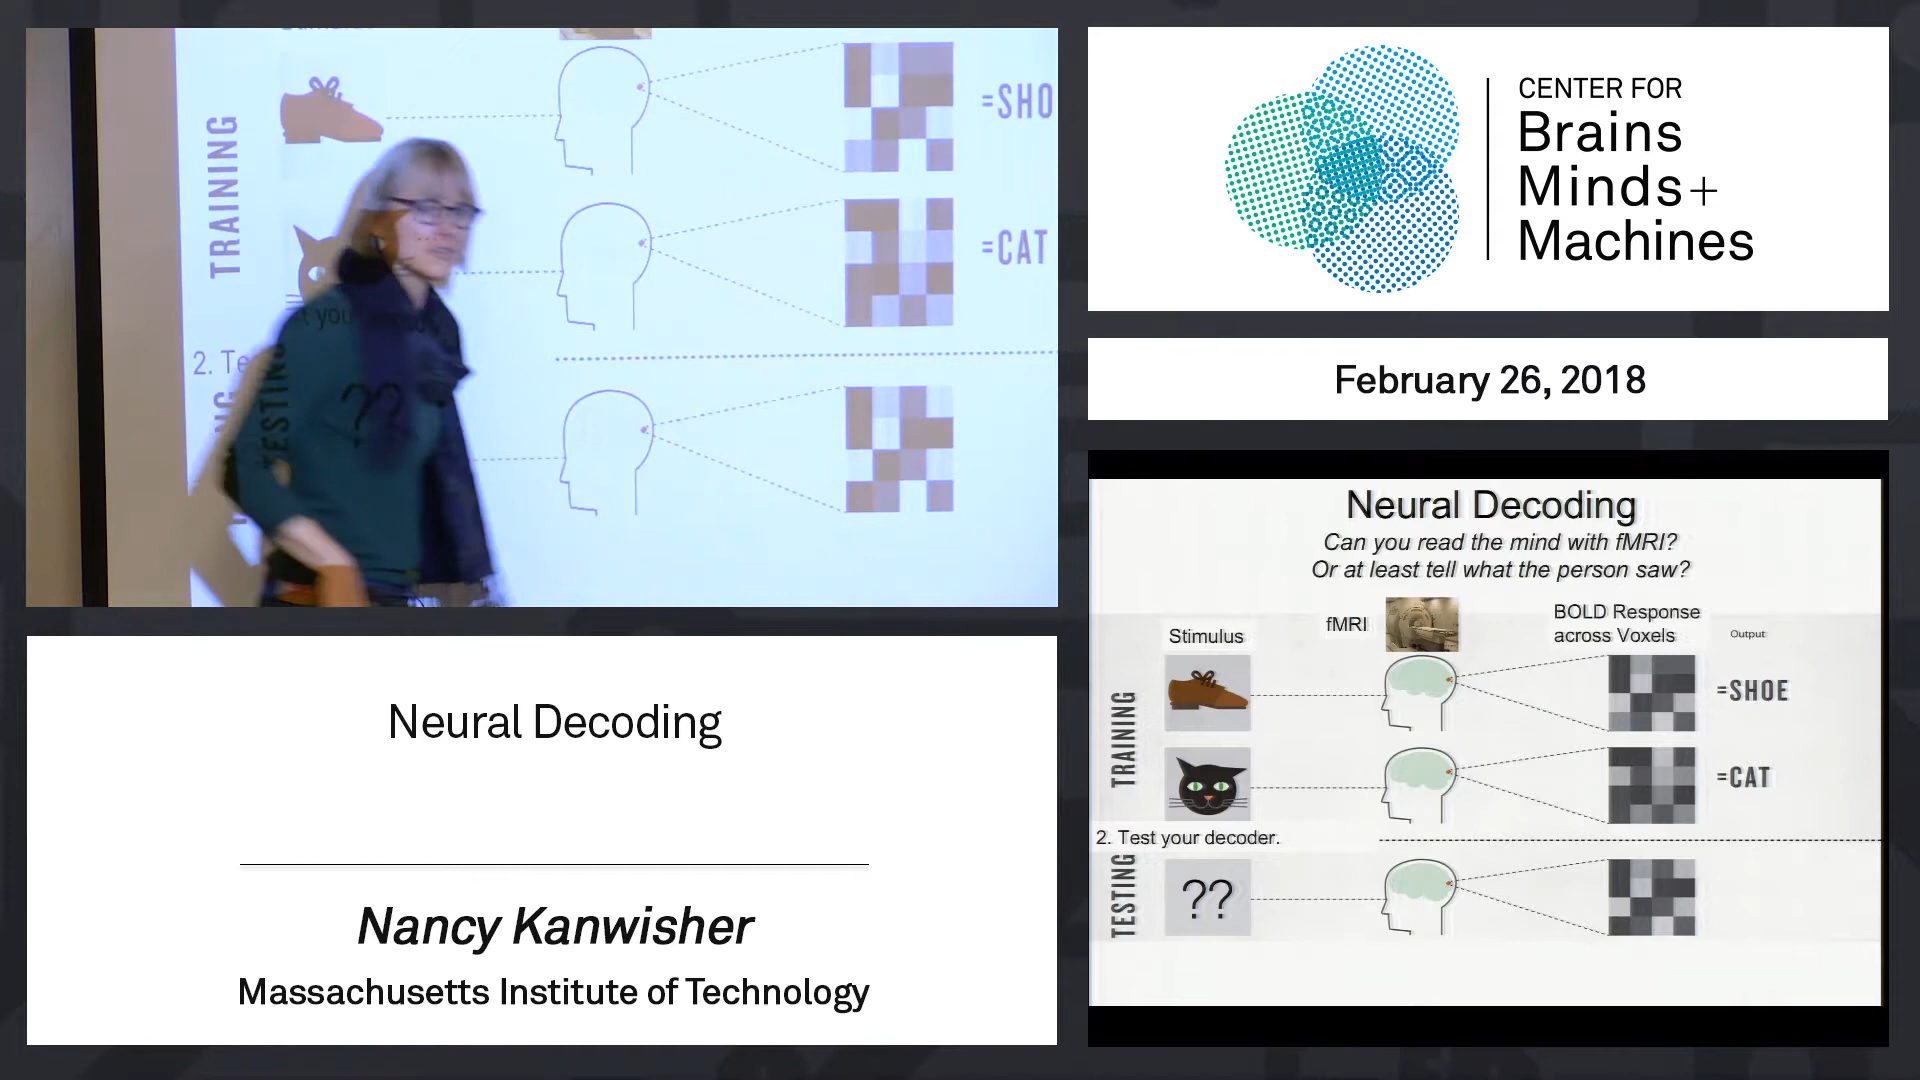 TRAINING
=SHO
=CAT
2. Te
t you
TESTING
??
CENTER FOR
Brains
Minds+
Machines
February 26, 2018
Neural Decoding
Nancy Kanwisher
Massachusetts Institute of Technology
Neural Decoding
Can you read the mind with fMRI?
Or at least tell what the person saw?
Stimulus
fMRI
BOLD Response
across Voxels
Output
TRAINING
=SHOE
=CAT
2. Test your decoder.
TESTING
??